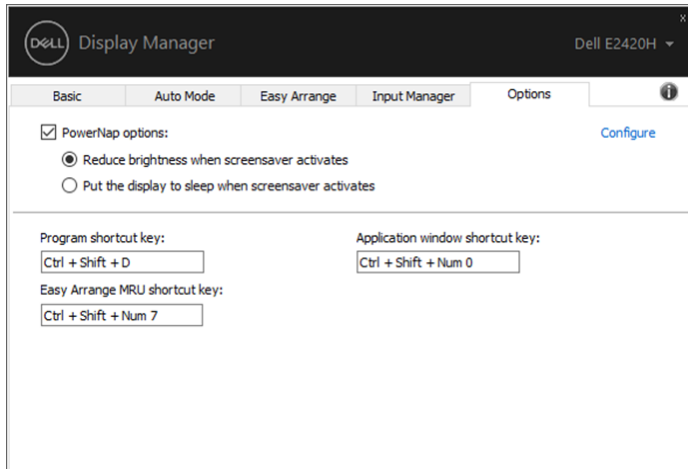 x
DELL Display Manager
Dell E2420H
Basic Auto Mode Easy Arrange Input Manager Options i
PowerNap options: Configure
Reduce brightness when screensaver activates
Put the display to sleep when screensaver activates
Program shortcut key: Application window shortcut key:
Ctrl + Shift + D Ctrl + Shift + Num 0
Easy Arrange MRU shortcut key:
Ctrl + Shift + Num 7